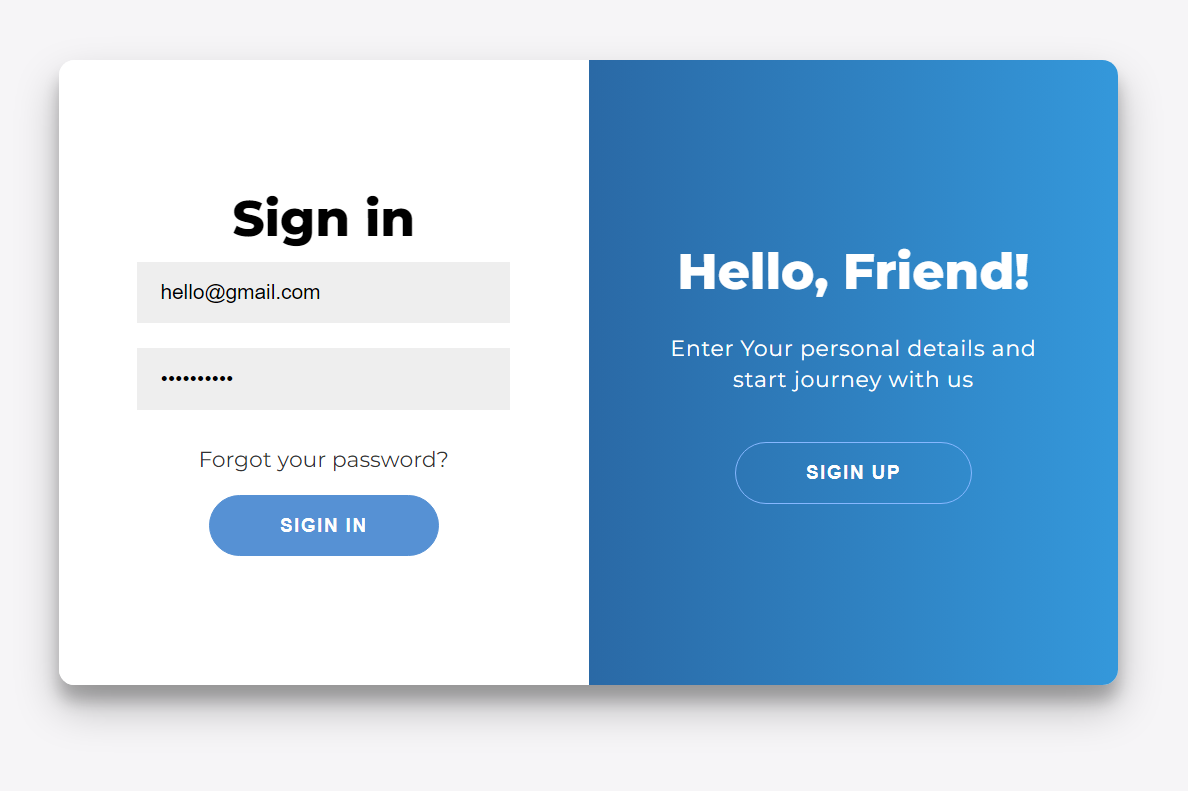 Sign in
hello@gmail.com
••••••••••
Forgot your password?
SIGIN IN
Hello, Friend!
Enter Your personal details and
start journey with us
SIGIN UP